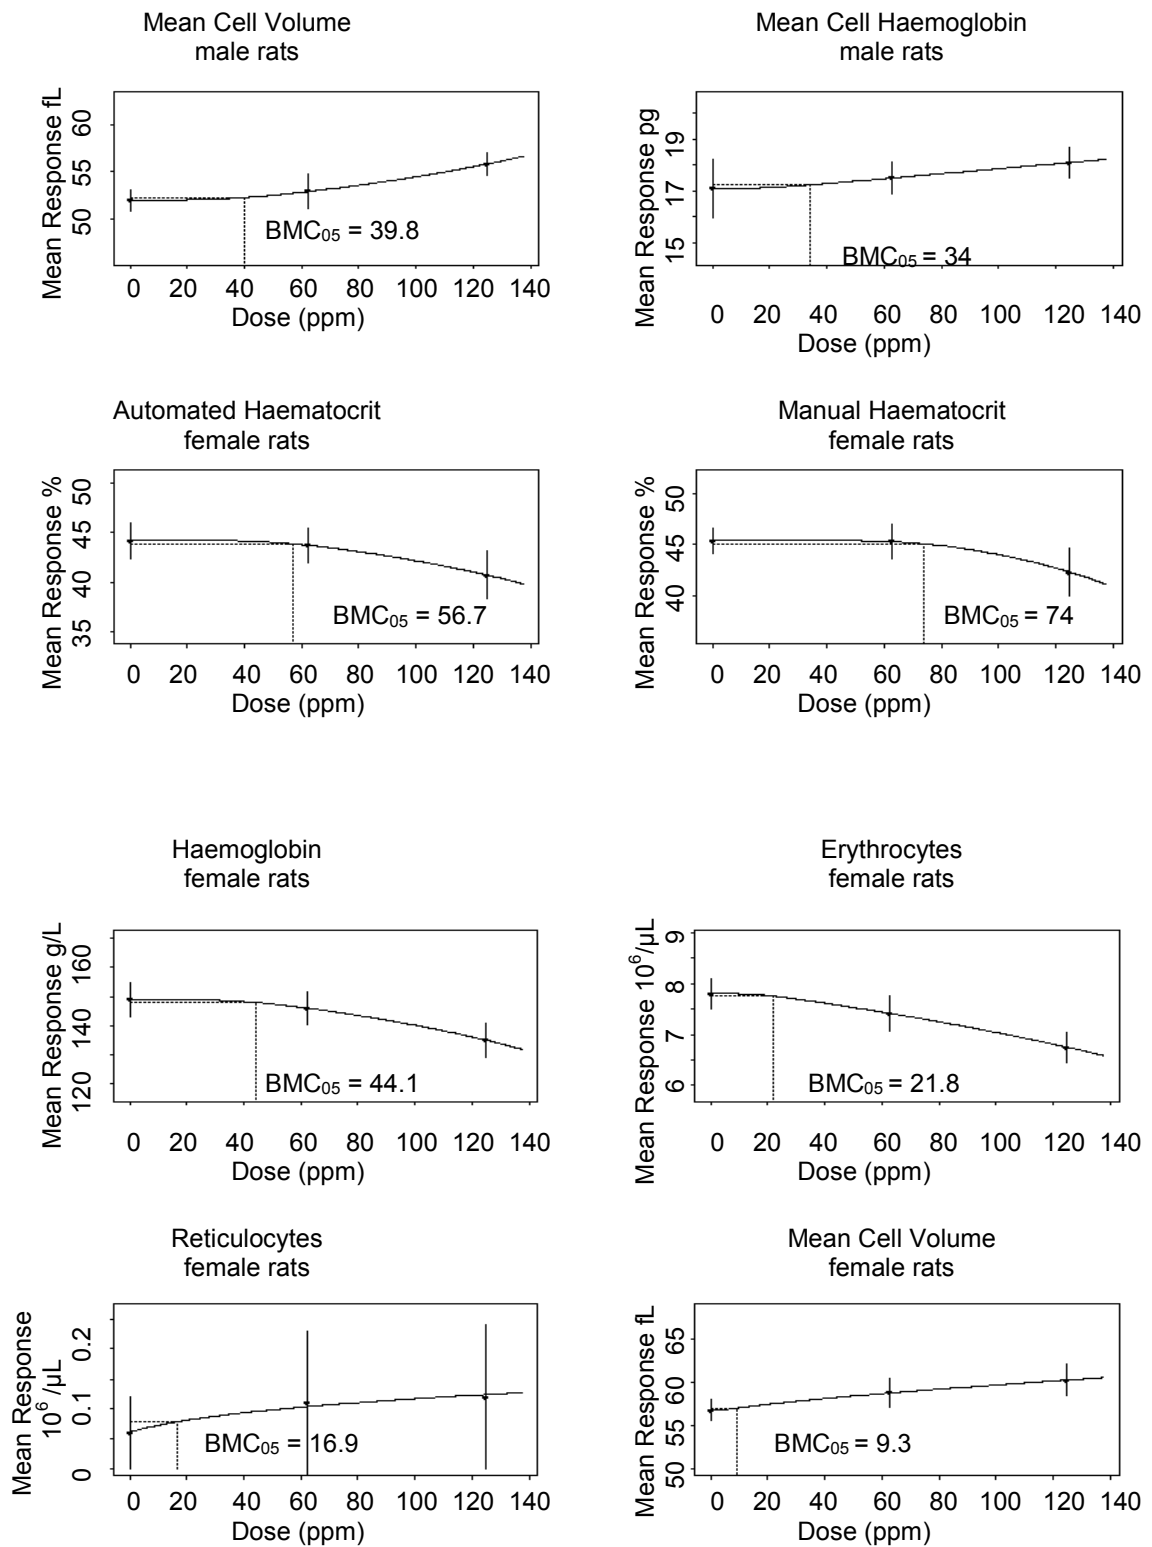 Mean Cell Volume
male rats
Mean Response fL
60
55
50
BMC₀₅ = 39.8
0 20 40 60 80 100 120 140
Dose (ppm)
Mean Cell Haemoglobin
male rats
Mean Response pg
19
17
15
BMC₀₅ = 34
0 20 40 60 80 100 120 140
Dose (ppm)
Automated Haematocrit
female rats
Mean Response %
50
45
40
35
BMC₀₅ = 56.7
0 20 40 60 80 100 120 140
Dose (ppm)
Manual Haematocrit
female rats
Mean Response %
50
45
40
BMC₀₅ = 74
0 20 40 60 80 100 120 140
Dose (ppm)
Haemoglobin
female rats
Mean Response g/L
160
140
120
BMC₀₅ = 44.1
0 20 40 60 80 100 120 140
Dose (ppm)
Erythrocytes
female rats
Mean Response 10⁶/µL
9
8
7
6
BMC₀₅ = 21.8
0 20 40 60 80 100 120 140
Dose (ppm)
Reticulocytes
female rats
Mean Response
10⁶ /µL
0.2
0.1
0
BMC₀₅ = 16.9
0 20 40 60 80 100 120 140
Dose (ppm)
Mean Cell Volume
female rats
Mean Response fL
65
60
55
50
BMC₀₅ = 9.3
0 20 40 60 80 100 120 140
Dose (ppm)